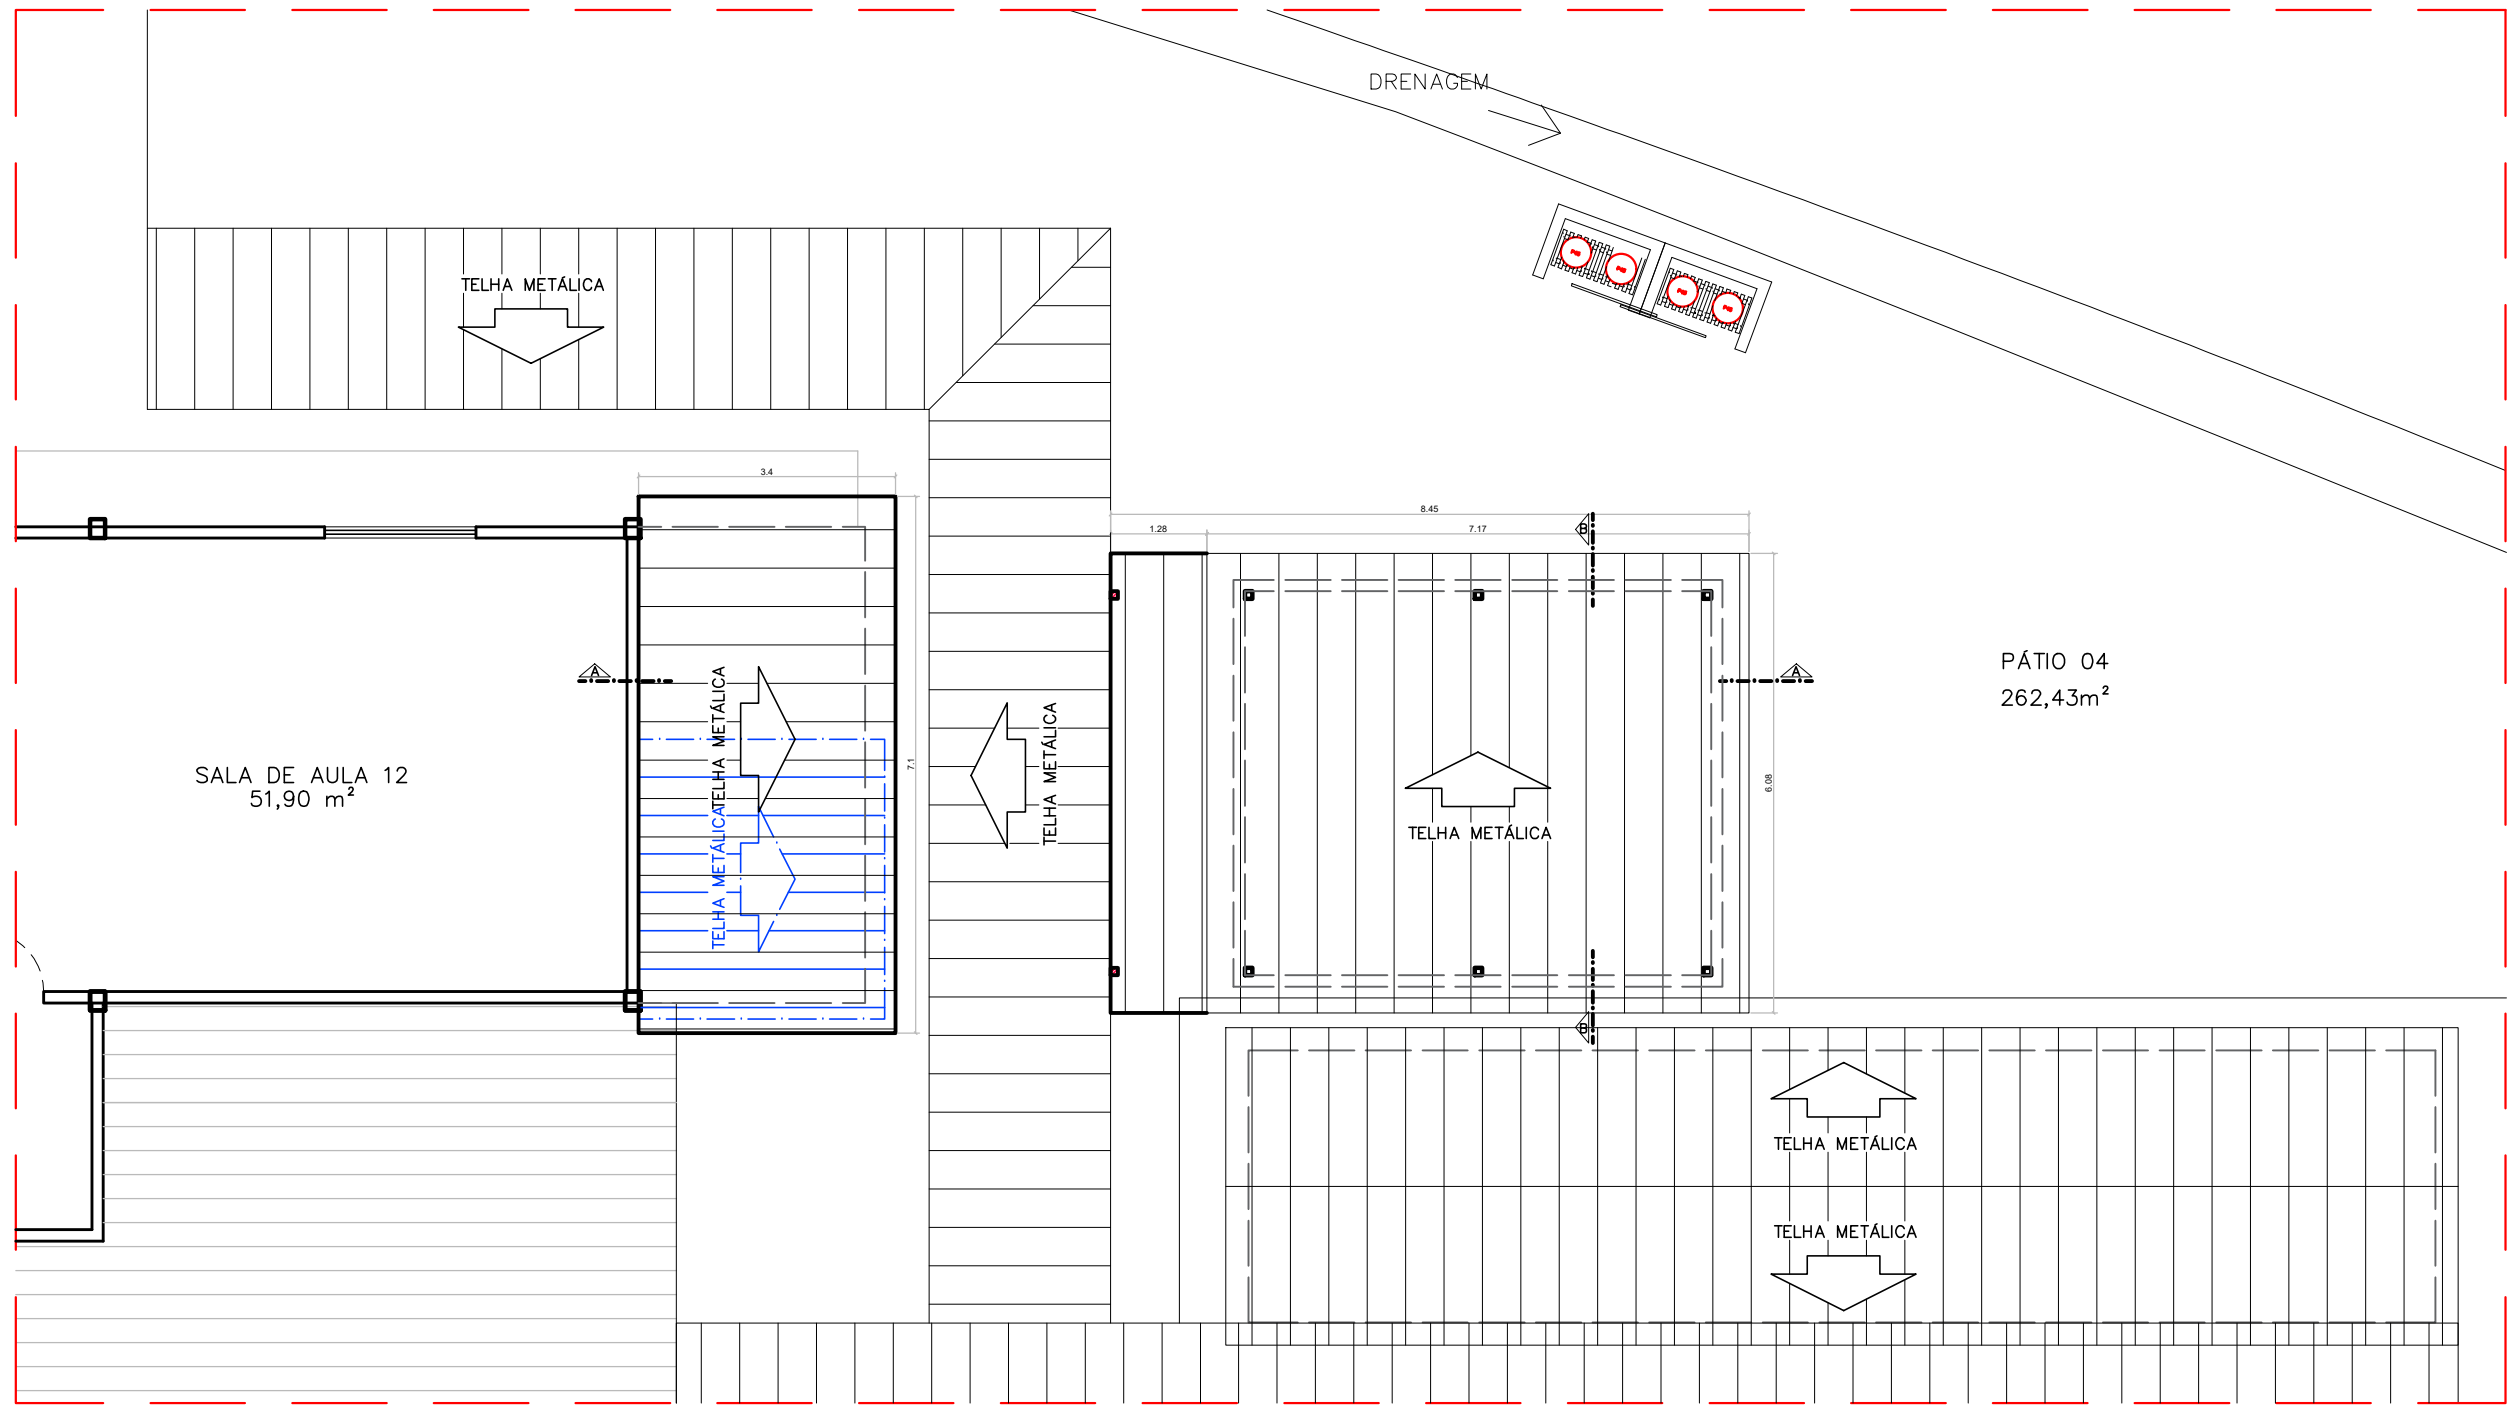 DRENAGEM
TELHA METÁLICA
3.4
8.45
1.28
7.17
B
A
A
PÁTIO 04
262,43m²
TELHA METÁLICA
TELHA METÁLICA
TELHA METÁLICA
7.1
6.08
SALA DE AULA 12
51,90 m²
TELHA METÁLICA
B
TELHA METÁLICA
TELHA METÁLICA